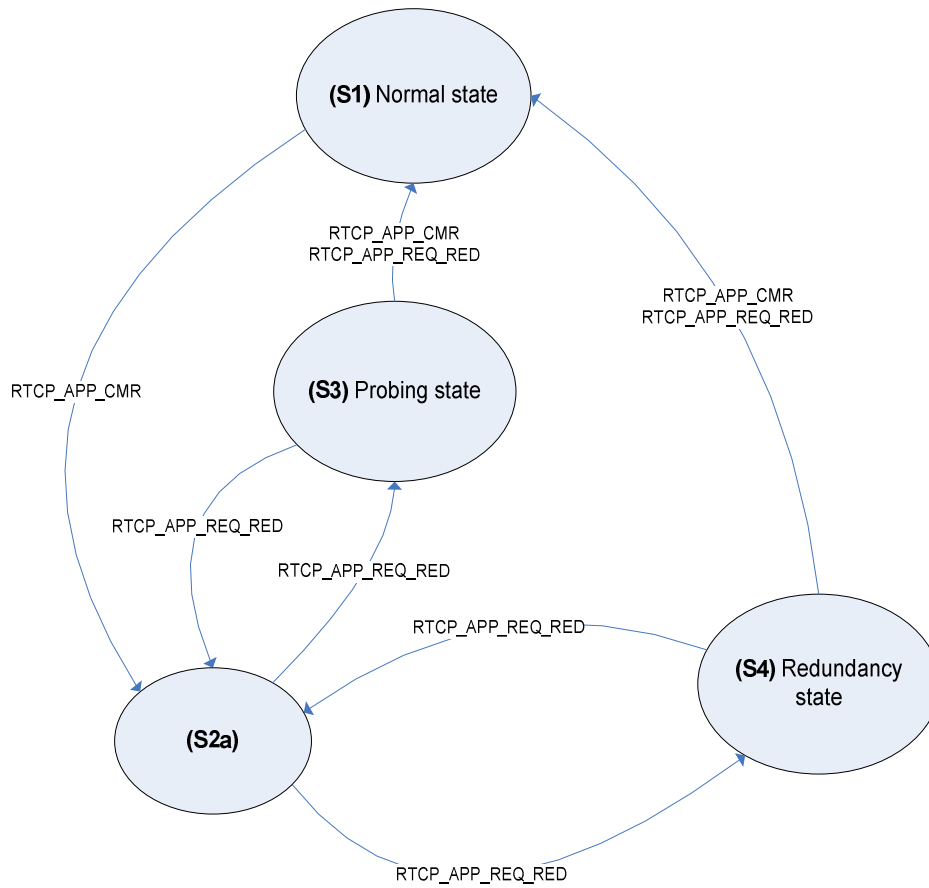 (S1) Normal state
RTCP_APP_CMR
RTCP_APP_REQ_RED
RTCP_APP_CMR
RTCP_APP_REQ_RED
RTCP_APP_CMR
(S3) Probing state
RTCP_APP_REQ_RED
RTCP_APP_REQ_RED
RTCP_APP_REQ_RED
(S4) Redundancy
state
(S2a)
RTCP_APP_REQ_RED